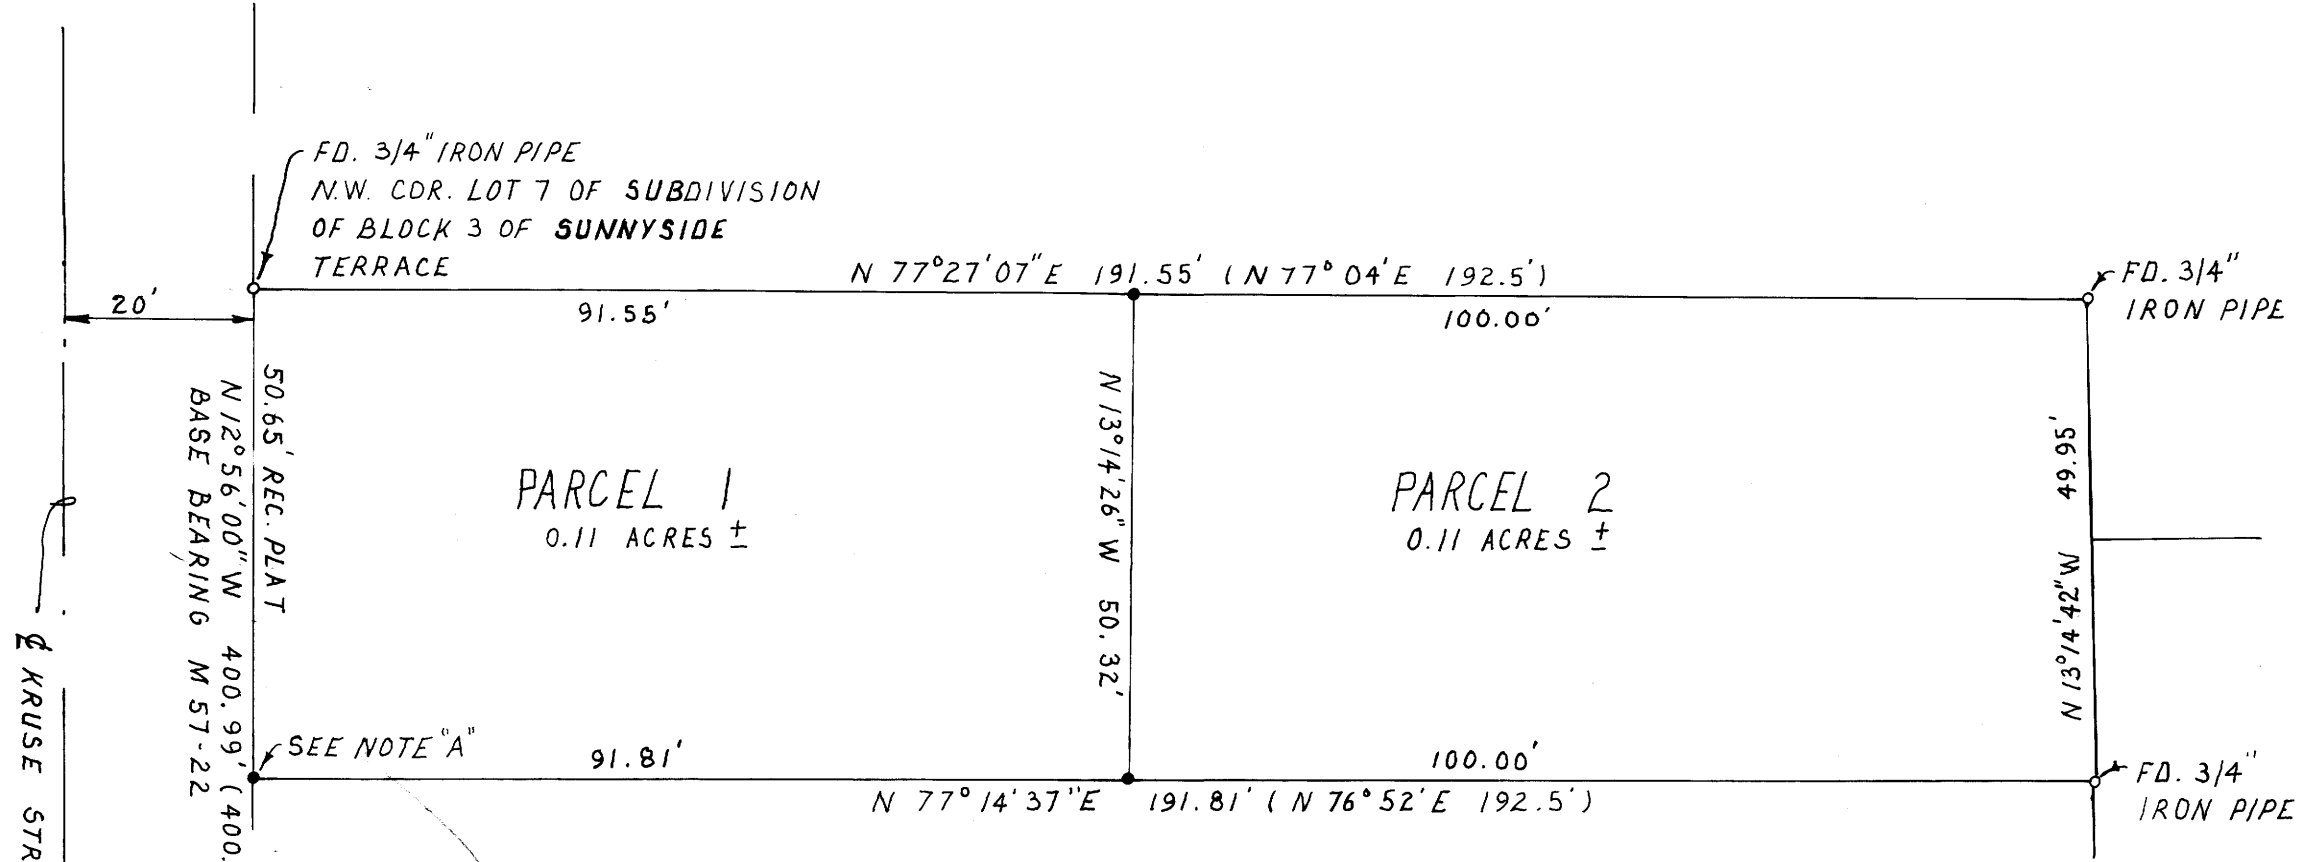 FD. 3/4" IRON PIPE
N.W. COR. LOT 7 OF SUBDIVISION
OF BLOCK 3 OF SUNNYSIDE
TERRACE
N 77°27'07"E 191.55' (N 77° 04'E 192.5')
FD. 3/4"
IRON PIPE
20'
91.55'
100.00'
50.65' REC. PLAT
N 12°56'00"W 400.99' (400.
BASE BEARING M 57-22
N 13°14'26" W 50.32'
49.95'
N 13°14'42"W
PARCEL 1
0.11 ACRES ±
PARCEL 2
0.11 ACRES ±
℄ KRUSE STR
SEE NOTE "A"
91.81'
100.00'
N 77°14'37"E 191.81' (N 76°52'E 192.5')
FD. 3/4"
IRON PIPE